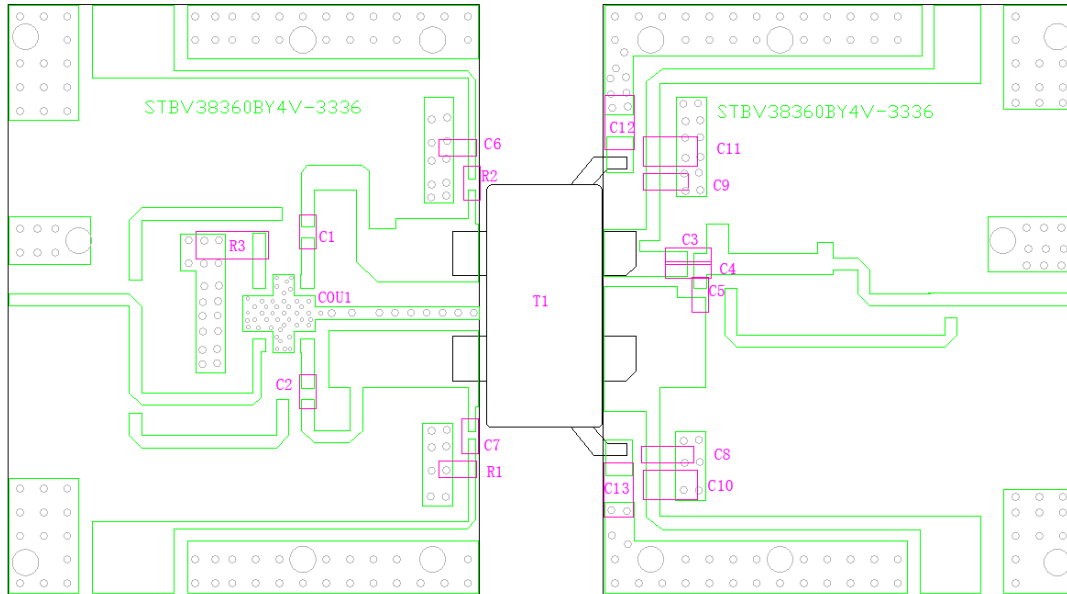 STBV38360BY4V-3336
STBV38360BY4V-3336
C12
C6
C11
R2
C9
C1
R3
C3
C4
COU1
C5
T1
C2
C7
C8
R1
C13
C10